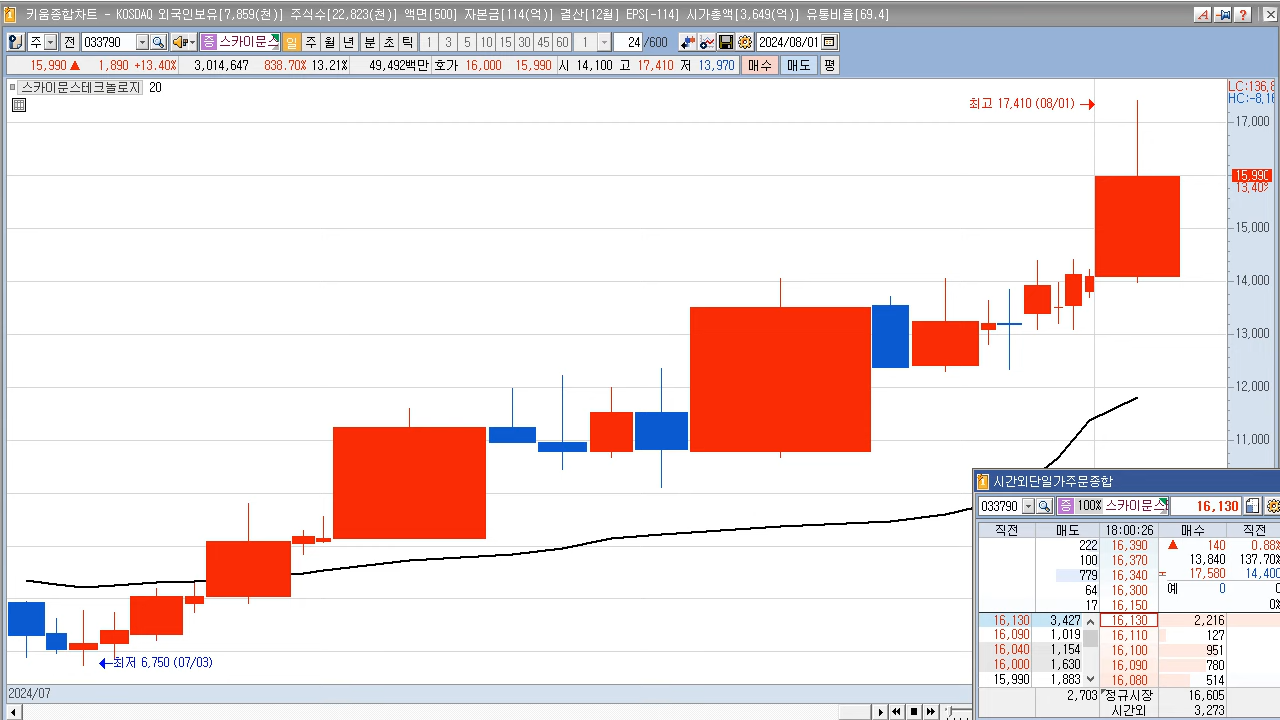 키움종합차트 - KOSDAQ 외국인보유[7,859(천)] 주식수[22,823(천)] 액면[500] 자본금[114(억)] 결산[12월] EPS[-114] 시가총액[3,649(억)] 유통비율[69.4]
주 전 033790 증 스카이문스 일 주 월 년 분 초 틱 1 3 5 10 15 30 45 60 1 24 /600 2024/08/01
15,990 ▲ 1,890 +13.40% 3,014,647 838.70% 13.21% 49,492백만 호가 16,000 15,990 시 14,100 고 17,410 저 13,970 매수 매도 평
스카이문스테크놀로지 20
최고 17,410 (08/01)
LC:136,8
HC:-8,16
17,000
15,990
13,40%
15,000
14,000
13,000
12,000
11,000
최저 6,750 (07/03)
2024/07
시간외단일가주문종합
033790 증 100% 스카이문스 16,130
직전 매도 18:00:26 매수 직전
222 16,390 ▲ 140 0.88%
100 16,370 13,840 137.70%
779 16,340 17,580 14,400
64 16,300 예 0 0
17 16,150 0%
16,130 3,427 16,130 2,216
16,090 1,019 16,110 127
16,040 1,154 16,100 951
16,000 1,630 16,090 780
15,990 1,883 16,080 514
2,703 정규시장 16,605
시간외 3,273